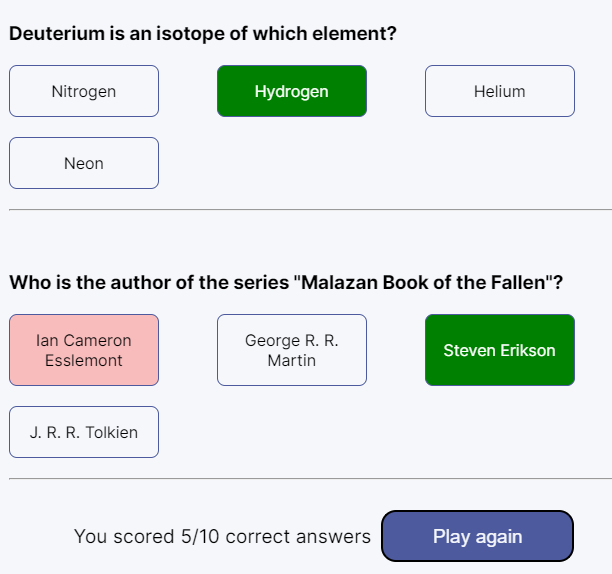 Deuterium is an isotope of which element?
Nitrogen
Hydrogen
Helium
Neon
Who is the author of the series "Malazan Book of the Fallen"?
Ian Cameron
Esslemont
George R. R.
Martin
Steven Erikson
J. R. R. Tolkien
You scored 5/10 correct answers
Play again